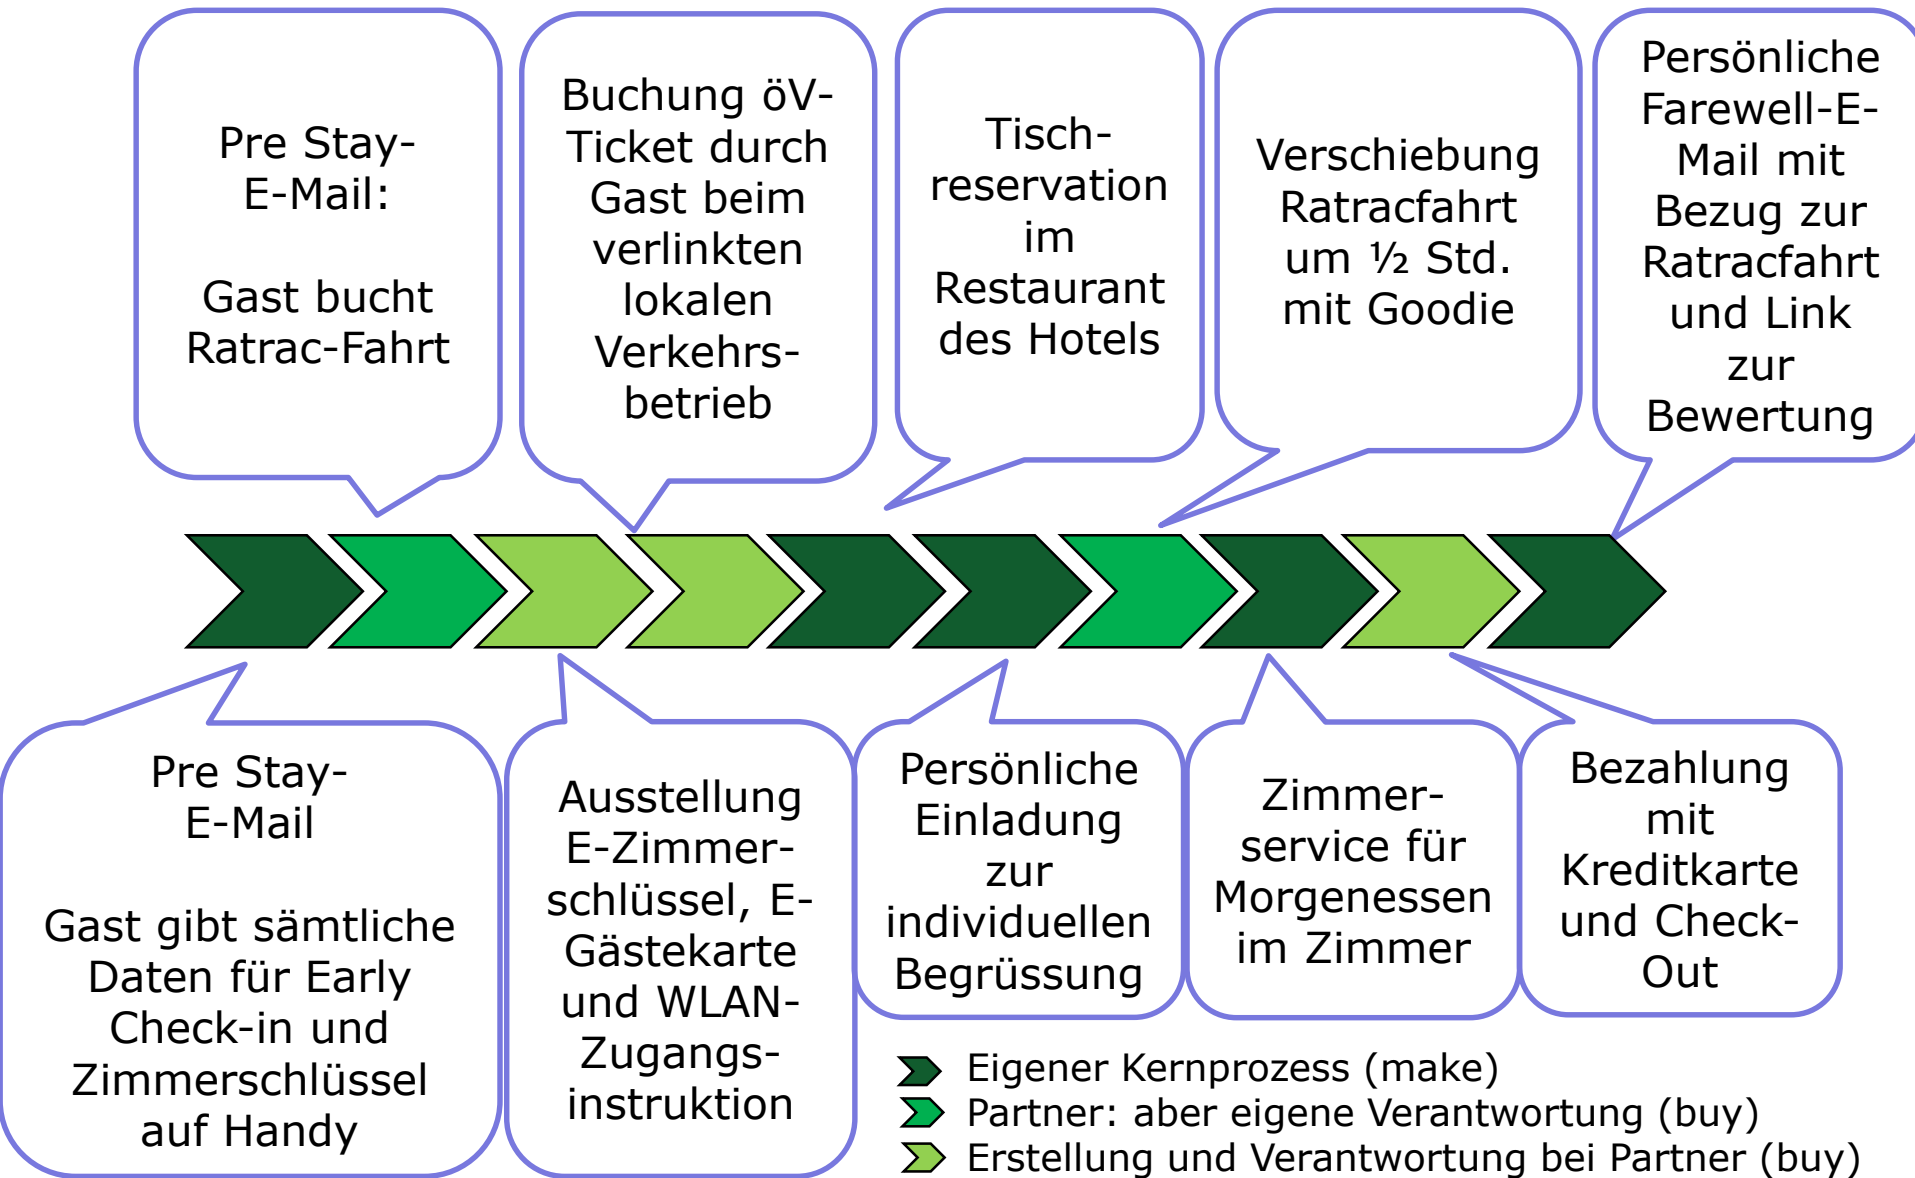 Pre Stay-
E-Mail:
Gast bucht
Ratrac-Fahrt
Buchung öV-
Ticket durch
Gast beim
verlinkten
lokalen
Verkehrs-
betrieb
Tisch-
reservation
im
Restaurant
des Hotels
Verschiebung
Ratracfahrt
um ½ Std.
mit Goodie
Persönliche
Farewell-E-
Mail mit
Bezug zur
Ratracfahrt
und Link
zur
Bewertung
Pre Stay-
E-Mail
Gast gibt sämtliche
Daten für Early
Check-in und
Zimmerschlüssel
auf Handy
Ausstellung
E-Zimmer-
schlüssel, E-
Gästekarte
und WLAN-
Zugangs-
instruktion
Persönliche
Einladung
zur
individuellen
Begrüssung
Zimmer-
service für
Morgenessen
im Zimmer
Bezahlung
mit
Kreditkarte
und Check-
Out
Eigener Kernprozess (make)
Partner: aber eigene Verantwortung (buy)
Erstellung und Verantwortung bei Partner (buy)